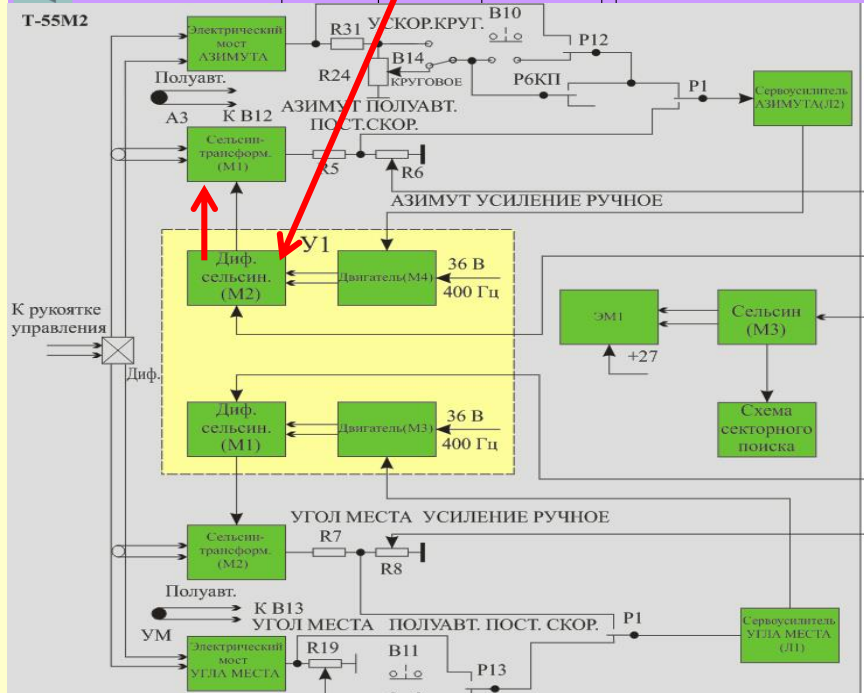 Т-55М2
Электрический
мост
АЗИМУТА
R31
УСКОР.КРУГ.
В10
Р12
R24
В14
КРУГОВОЕ
Р6КП
Р1
Сервоусилитель
АЗИМУТА(Л2)
Полуавт.
АЗ
К В12
АЗИМУТ ПОЛУАВТ.
ПОСТ.СКОР.
Сельсин-
трансформ.
(М1)
R5
R6
АЗИМУТ УСИЛЕНИЕ РУЧНОЕ
У1
Диф.
сельсин.
(М2)
Двигатель(М4)
36 В
400 Гц
К рукоятке
управления
Диф.
ЭМ1
+27
Сельсин
(М3)
Диф.
сельсин.
(М1)
Двигатель(М3)
36 В
400 Гц
Схема
секторного
поиска
УГОЛ МЕСТА УСИЛЕНИЕ РУЧНОЕ
Сельсин-
трансформ.
(М2)
R7
R8
Полуавт.
УМ
К В13
УГОЛ МЕСТА ПОЛУАВТ. ПОСТ. СКОР.
Р1
Сервоусилитель
УГЛА МЕСТА
(Л1)
Электрический
мост
УГЛА МЕСТА
R19
В11
Р13